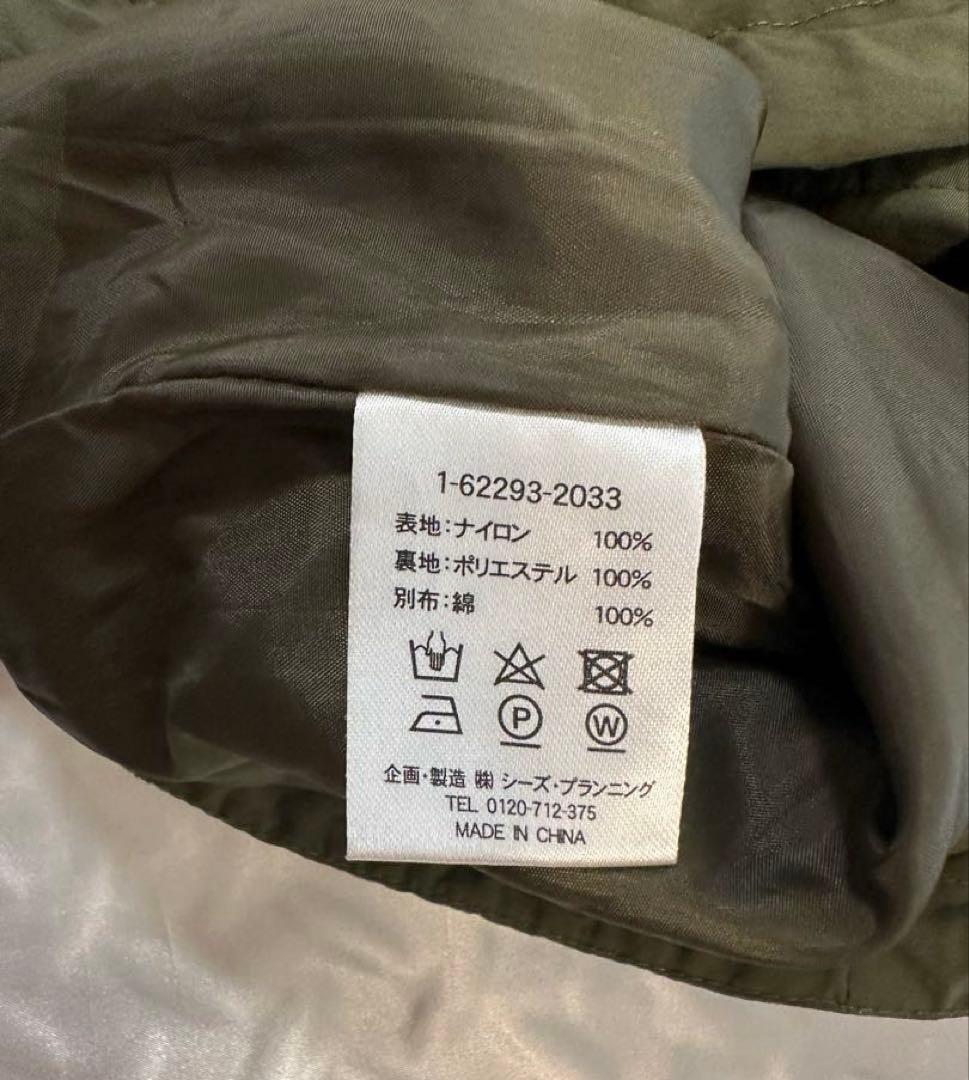 1-62293-2033
表地:ナイロン 100%
裏地:ポリエステル 100%
別布:綿 100%
P W
企画・製造 ㈱ シーズ・プランニング
TEL 0120-712-375
MADE IN CHINA